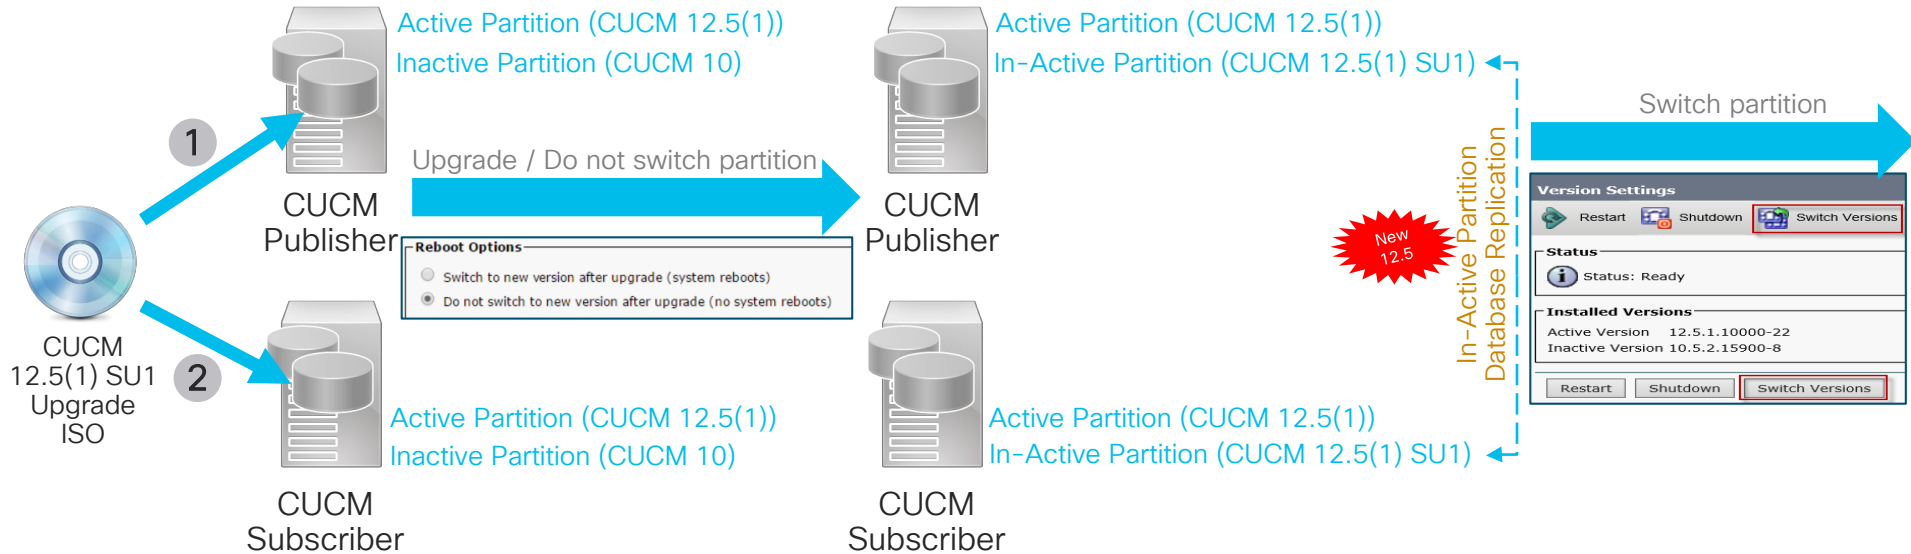 Active Partition (CUCM 12.5(1))
Inactive Partition (CUCM 10)
1
CUCM
Publisher
Upgrade / Do not switch partition
Reboot Options
Switch to new version after upgrade (system reboots)
Do not switch to new version after upgrade (no system reboots)
CUCM
12.5(1) SU1
Upgrade
ISO
2
Active Partition (CUCM 12.5(1))
Inactive Partition (CUCM 10)
CUCM
Subscriber
Active Partition (CUCM 12.5(1))
In-Active Partition (CUCM 12.5(1) SU1)
CUCM
Publisher
New
12.5
In-Active Partition
Database Replication
Active Partition (CUCM 12.5(1))
In-Active Partition (CUCM 12.5(1) SU1)
CUCM
Subscriber
Switch partition
Version Settings
Restart Shutdown Switch Versions
Status
Status: Ready
Installed Versions
Active Version 12.5.1.10000-22
Inactive Version 10.5.2.15900-8
Restart Shutdown Switch Versions